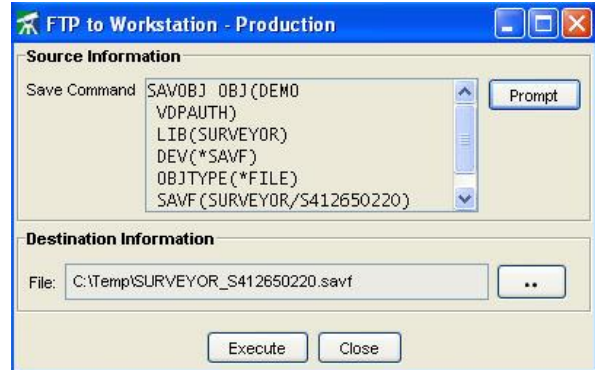 FTP to Workstation - Production
Source Information
Save Command SAVOBJ OBJ(DEMO
VDPAUTH)
LIB(SURVEYOR)
DEV(*SAVF)
OBJTYPE(*FILE)
SAVF(SURVEYOR/S412650220)
Prompt
Destination Information
File: C:\Temp\SURVEYOR_S412650220.savf ..
Execute Close